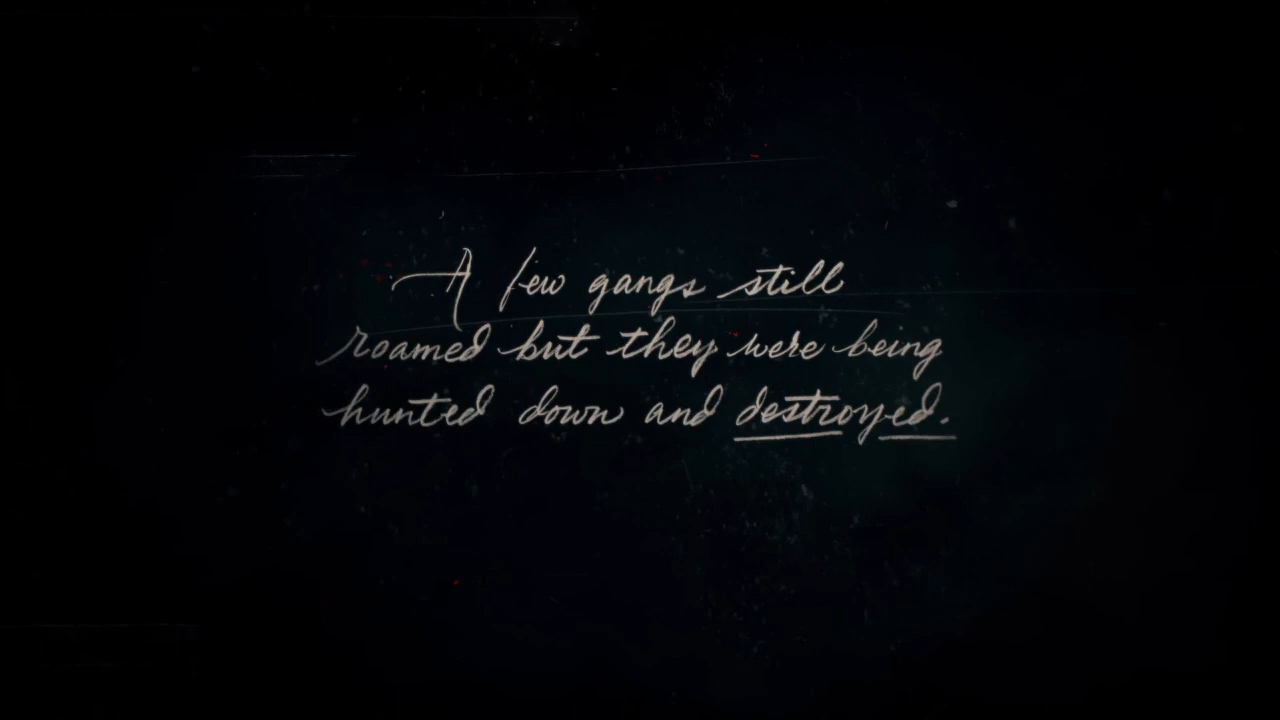 A few gangs still
roamed but they were being
hunted down and destroyed.